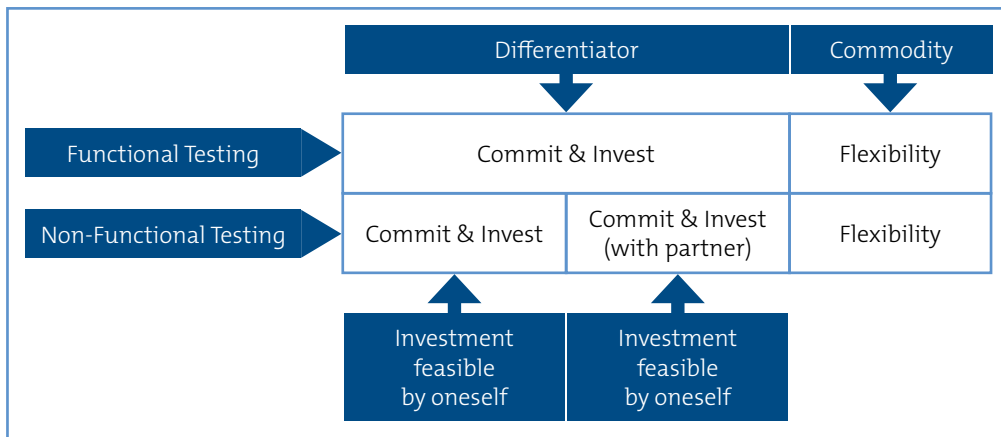 Differentiator
Commodity
Functional Testing
Commit & Invest
Flexibility
Non-Functional Testing
Commit & Invest
Commit & Invest
(with partner)
Flexibility
Investment
feasible
by oneself
Investment
feasible
by oneself